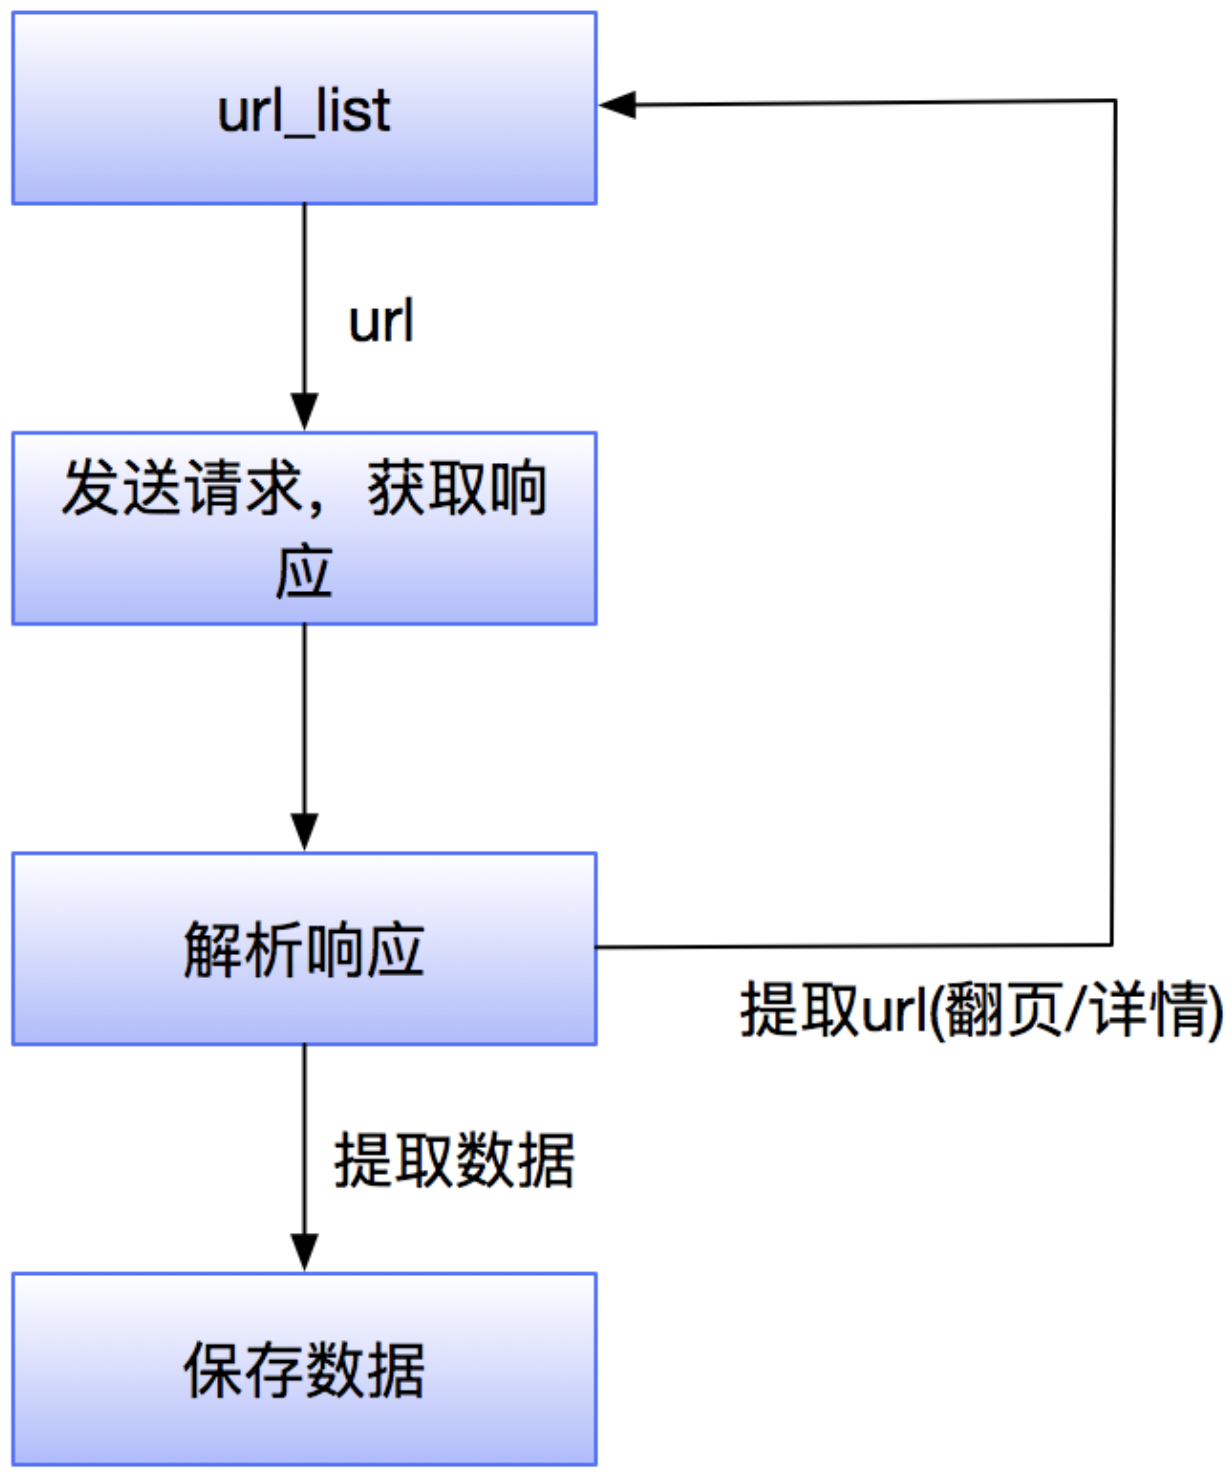 url_list
url
发送请求，获取响
应
解析响应
提取url(翻页/详情)
提取数据
保存数据